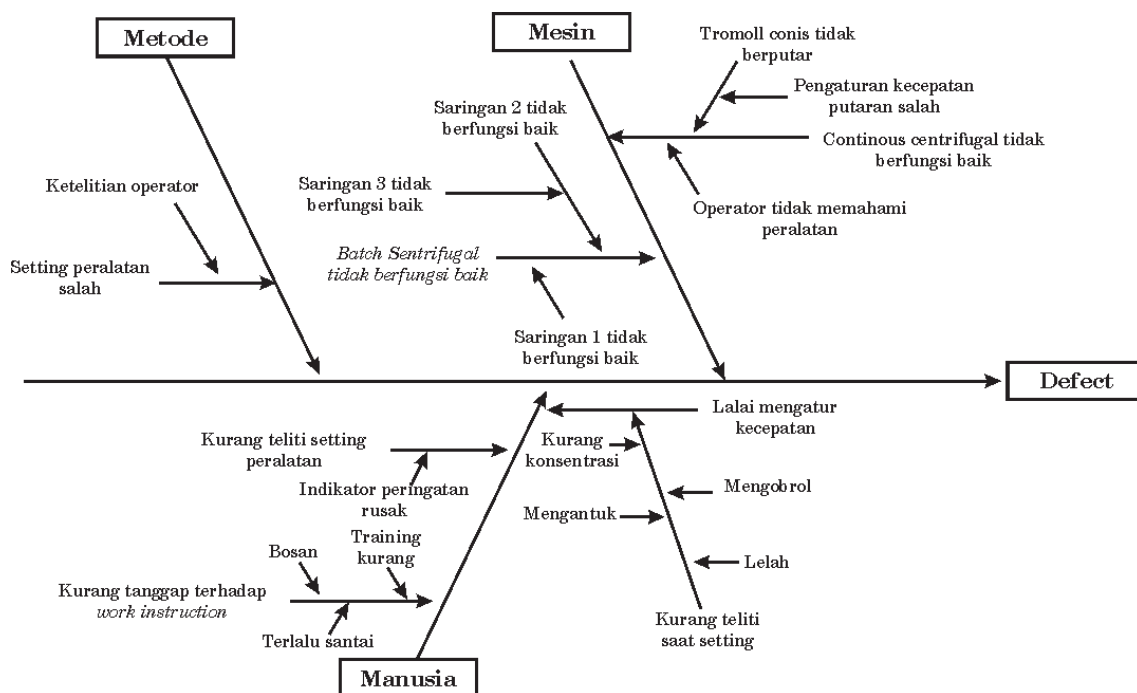 Metode
Mesin
Tromoll conis tidak
berputar
Pengaturan kecepatan
putaran salah
Saringan 2 tidak
berfungsi baik
Continous centrifugal tidak
berfungsi baik
Ketelitian operator
Saringan 3 tidak
berfungsi baik
Operator tidak memahami
peralatan
Batch Sentrifugal
tidak berfungsi baik
Setting peralatan
salah
Saringan 1 tidak
berfungsi baik
Defect
Lalai mengatur
kecepatan
Kurang teliti setting
peralatan
Kurang
konsentrasi
Indikator peringatan
rusak
Mengobrol
Mengantuk
Training
kurang
Bosan
Lelah
Kurang tanggap terhadap
work instruction
Terlalu santai
Kurang teliti
saat setting
Manusia